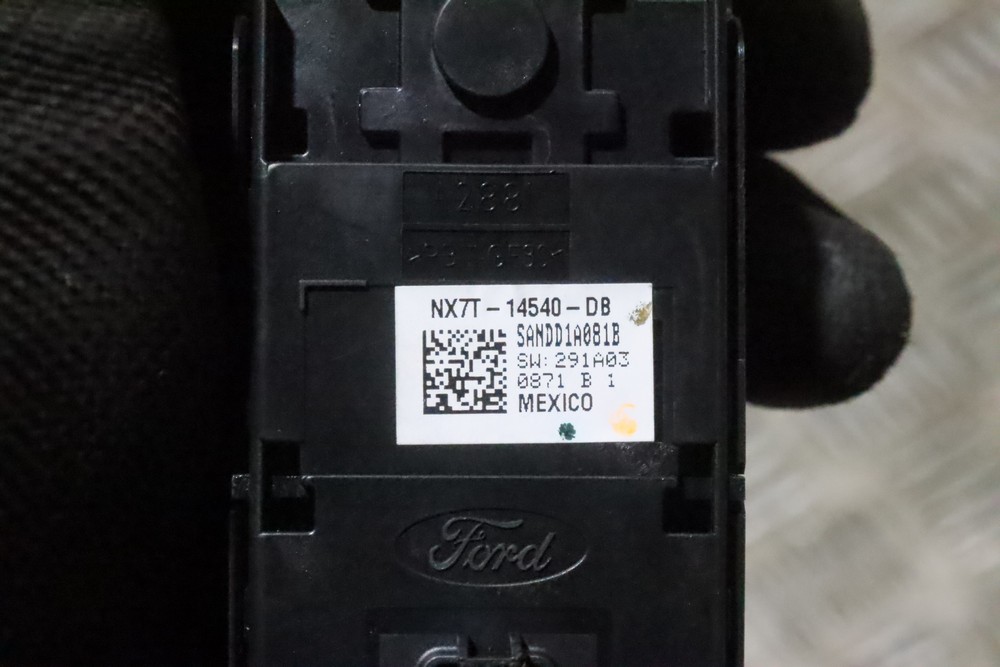 288
NX7T-14540-DB
SANDD1A081B
SW:291A03
0871 B 1
MEXICO
Ford